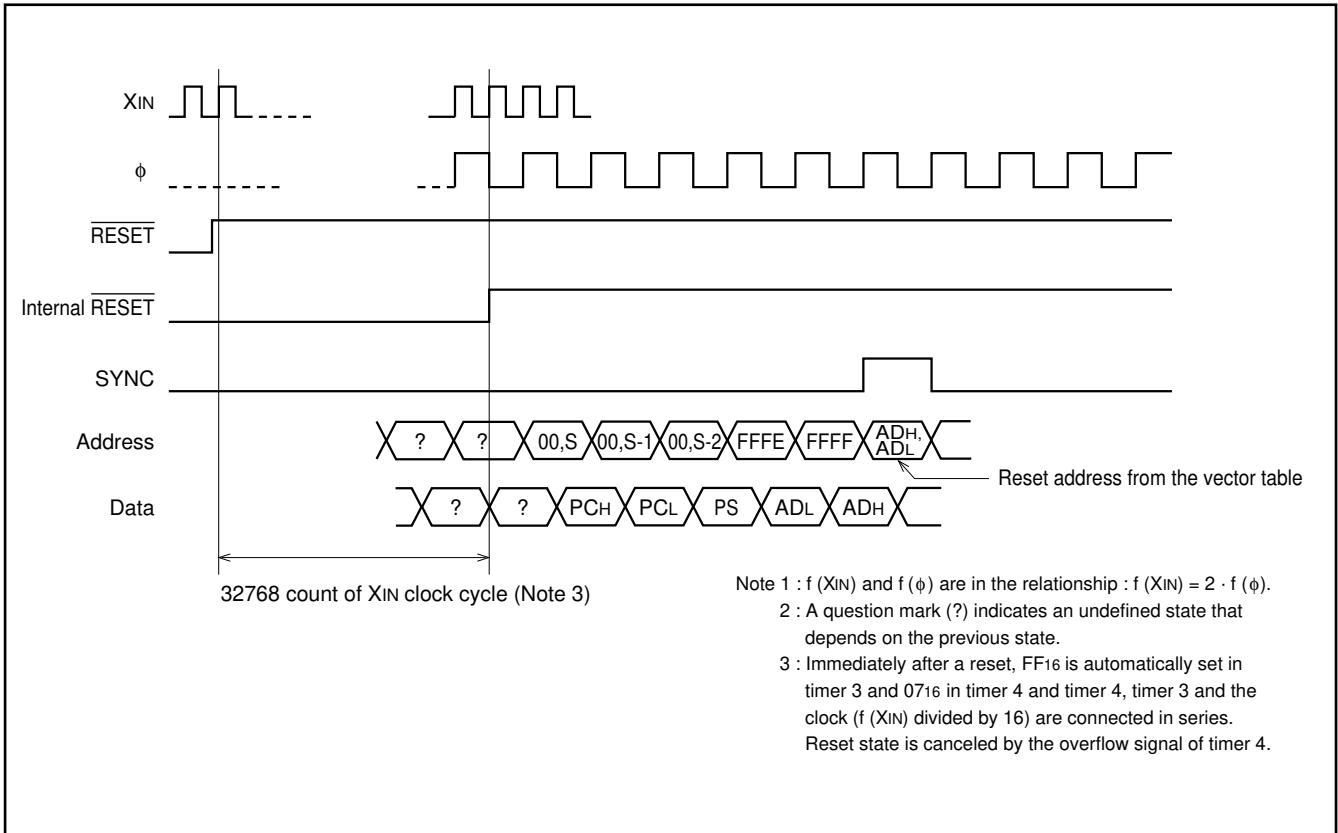 XIN
ϕ
RESET
Internal RESET
SYNC
Address ? ? 00,S 00,S-1 00,S-2 FFFE FFFF ADH, ADL
Reset address from the vector table
Data ? ? PCH PCL PS ADL ADH
32768 count of XIN clock cycle (Note 3)
Note 1 : f (XIN) and f (ϕ) are in the relationship : f (XIN) = 2 · f (ϕ).
2 : A question mark (?) indicates an undefined state that
depends on the previous state.
3 : Immediately after a reset, FF16 is automatically set in
timer 3 and 0716 in timer 4 and timer 4, timer 3 and the
clock (f (XIN) divided by 16) are connected in series.
Reset state is canceled by the overflow signal of timer 4.